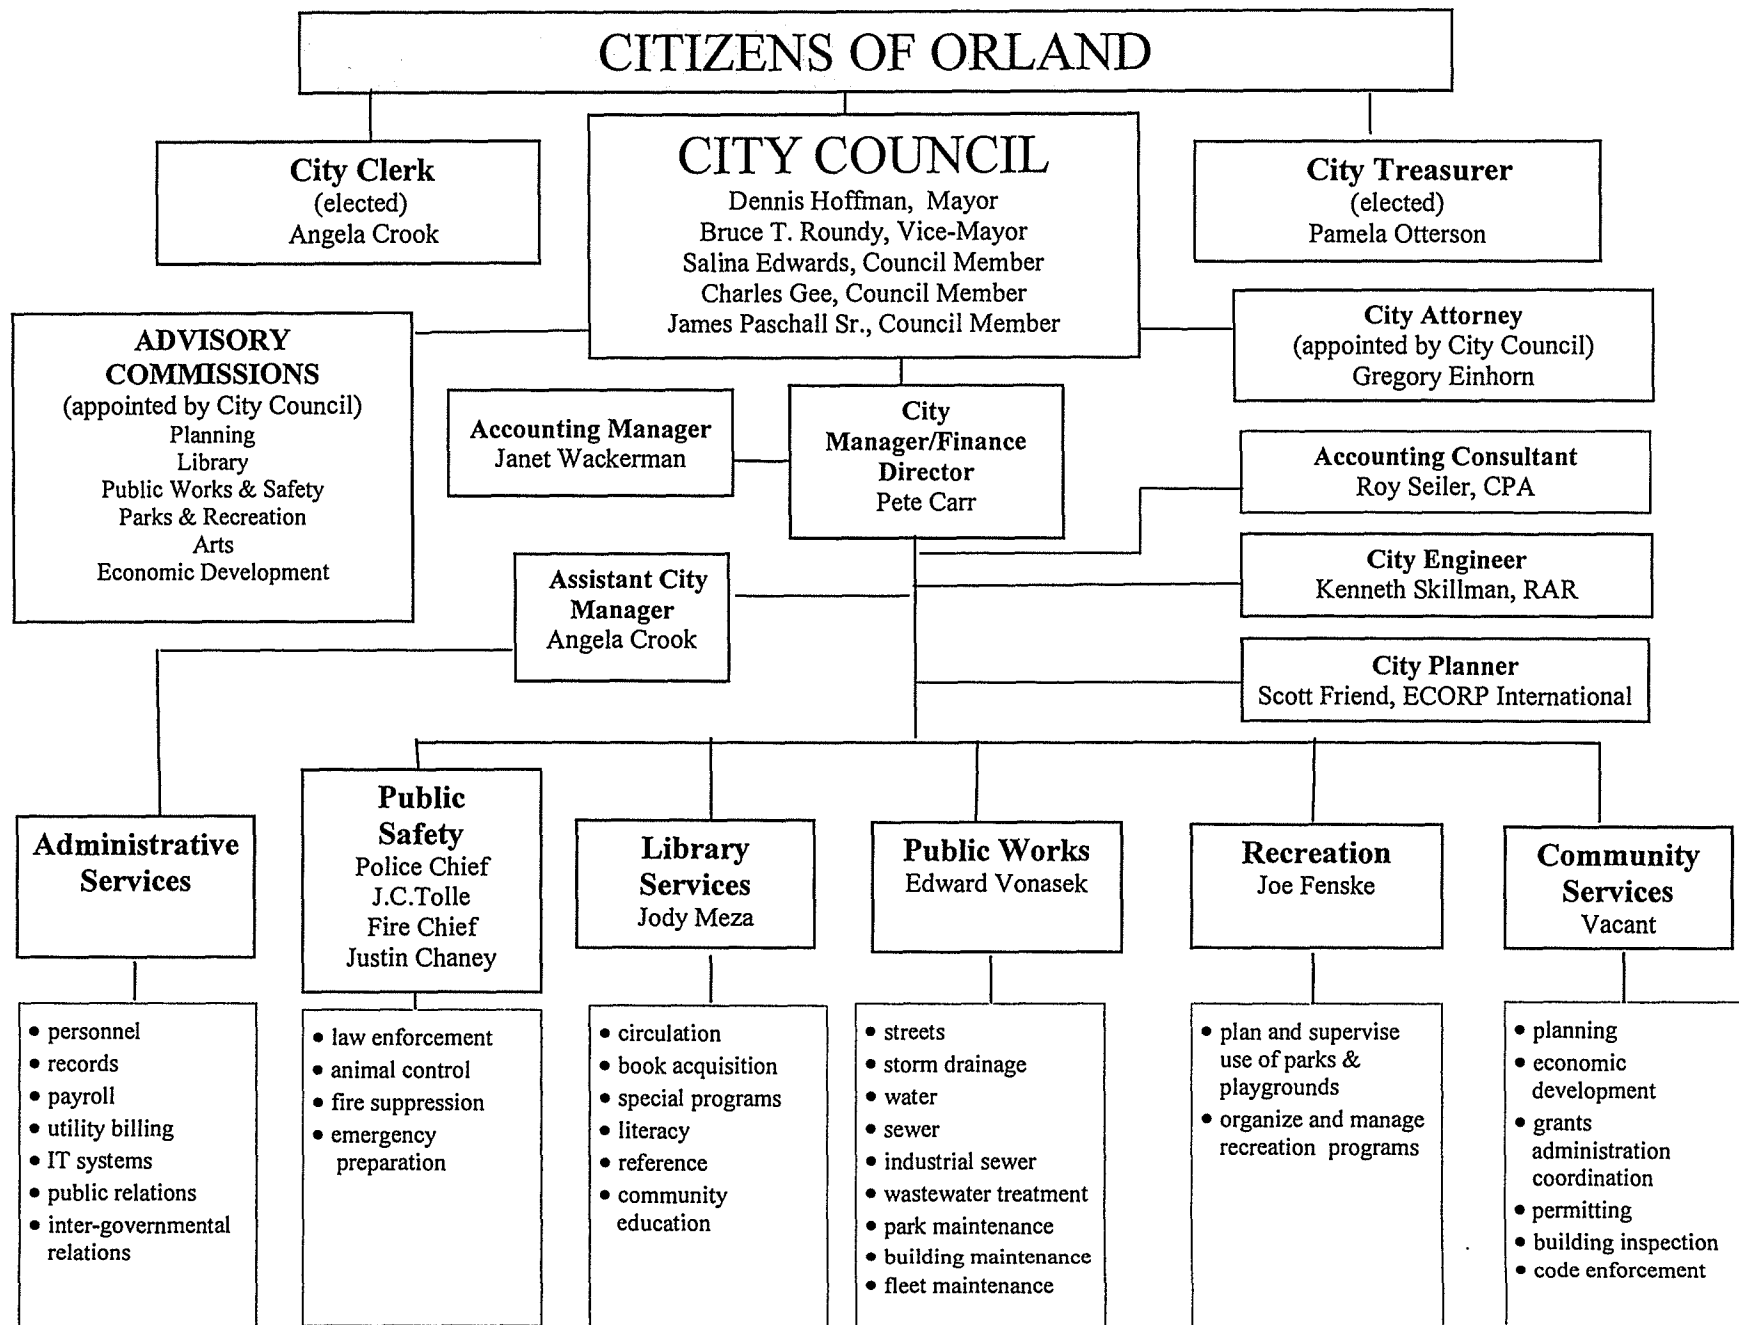 CITIZENS OF ORLAND
City Clerk
(elected)
Angela Crook
CITY COUNCIL
Dennis Hoffman, Mayor
Bruce T. Roundy, Vice-Mayor
Salina Edwards, Council Member
Charles Gee, Council Member
James Paschall Sr., Council Member
City Treasurer
(elected)
Pamela Otterson
ADVISORY
COMMISSIONS
(appointed by City Council)
Planning
Library
Public Works & Safety
Parks & Recreation
Arts
Economic Development
City Attorney
(appointed by City Council)
Gregory Einhorn
Accounting Manager
Janet Wackerman
City
Manager/Finance
Director
Pete Carr
Accounting Consultant
Roy Seiler, CPA
Assistant City
Manager
Angela Crook
City Engineer
Kenneth Skillman, RAR
City Planner
Scott Friend, ECORP International
Administrative
Services
Public
Safety
Police Chief
J.C.Tolle
Fire Chief
Justin Chaney
Library
Services
Jody Meza
Public Works
Edward Vonasek
Recreation
Joe Fenske
Community
Services
Vacant
• personnel
• records
• payroll
• utility billing
• IT systems
• public relations
• inter-governmental
relations
• law enforcement
• animal control
• fire suppression
• emergency
preparation
• circulation
• book acquisition
• special programs
• literacy
• reference
• community
education
• streets
• storm drainage
• water
• sewer
• industrial sewer
• wastewater treatment
• park maintenance
• building maintenance
• fleet maintenance
• plan and supervise
use of parks &
playgrounds
• organize and manage
recreation programs
• planning
• economic
development
• grants
administration
coordination
• permitting
• building inspection
• code enforcement